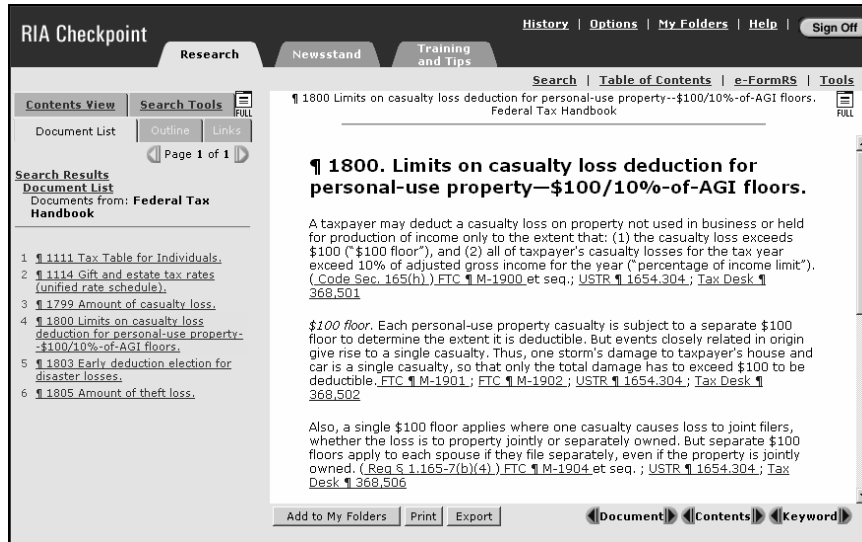 RIA Checkpoint
History | Options | My Folders | Help | Sign Off
Research
Newsstand
Training
and Tips
Search | Table of Contents | e-FormRS | Tools
Contents View
Search Tools
FULL
Document List
Outline
Links
Page 1 of 1
Search Results
Document List
Documents from: Federal Tax
Handbook
1 ¶ 1111 Tax Table for Individuals.
2 ¶ 1114 Gift and estate tax rates
(unified rate schedule).
3 ¶ 1799 Amount of casualty loss.
4 ¶ 1800 Limits on casualty loss
deduction for personal-use property-
-$100/10%-of-AGI floors.
5 ¶ 1803 Early deduction election for
disaster losses.
6 ¶ 1805 Amount of theft loss.
¶ 1800 Limits on casualty loss deduction for personal-use property--$100/10%-of-AGI floors.
Federal Tax Handbook
FULL
¶ 1800. Limits on casualty loss deduction for
personal-use property—$100/10%-of-AGI floors.
A taxpayer may deduct a casualty loss on property not used in business or held
for production of income only to the extent that: (1) the casualty loss exceeds
$100 ("$100 floor"), and (2) all of taxpayer's casualty losses for the tax year
exceed 10% of adjusted gross income for the year ("percentage of income limit").
( Code Sec. 165(h) ) FTC ¶ M-1900 et seq.; USTR ¶ 1654.304 ; Tax Desk ¶
368,501
$100 floor. Each personal-use property casualty is subject to a separate $100
floor to determine the extent it is deductible. But events closely related in origin
give rise to a single casualty. Thus, one storm's damage to taxpayer's house and
car is a single casualty, so that only the total damage has to exceed $100 to be
deductible. FTC ¶ M-1901 ; FTC ¶ M-1902 ; USTR ¶ 1654.304 ; Tax Desk ¶
368,502
Also, a single $100 floor applies where one casualty causes loss to joint filers,
whether the loss is to property jointly or separately owned. But separate $100
floors apply to each spouse if they file separately, even if the property is jointly
owned. ( Reg § 1.165-7(b)(4) ) FTC ¶ M-1904 et seq. ; USTR ¶ 1654.304 ; Tax
Desk ¶ 368,506
Add to My Folders
Print
Export
Document
Contents
Keyword